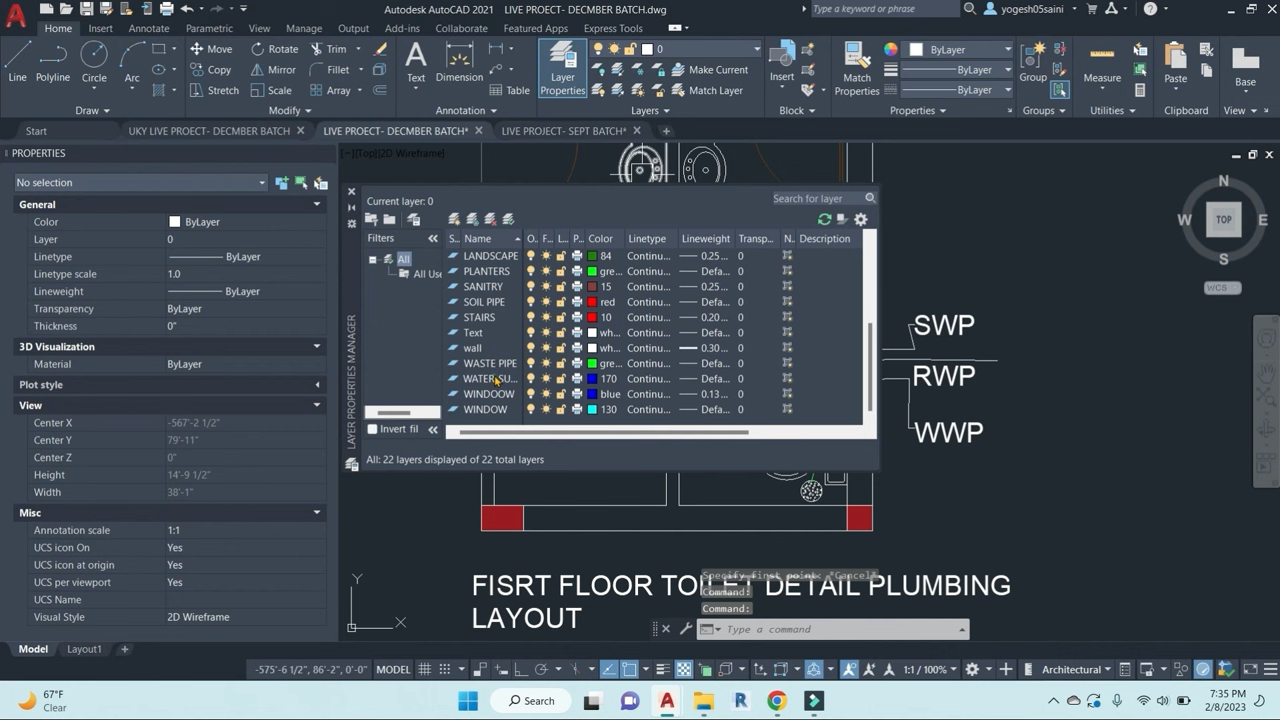 Autodesk AutoCAD 2021 LIVE PROECT- DECMBER BATCH.dwg
Type a keyword or phrase
yogesh05saini
Home Insert Annotate Parametric View Manage Output Add-ins Collaborate Featured Apps Express Tools
Line Polyline Circle Arc
Move Rotate Trim
Copy Mirror Fillet
Stretch Scale Array
Text Dimension Table
Layer Properties
0
Make Current
Match Layer
Insert
Match Properties
ByLayer
ByLayer
ByLayer
Group Measure Paste Base
Draw Modify Annotation Layers Block Properties Groups Utilities Clipboard View
Start UKY LIVE PROECT- DECMBER BATCH LIVE PROECT- DECMBER BATCH* LIVE PROJECT- SEPT BATCH*
PROPERTIES
[−][Top][2D Wireframe]
No selection
General
Color ByLayer
Layer 0
Linetype ByLayer
Linetype scale 1.0
Lineweight ByLayer
Transparency ByLayer
Thickness 0"
3D Visualization
Material ByLayer
Plot style
View
Center X -567'-2 1/2"
Center Y 79'-11"
Center Z 0"
Height 14'-9 1/2"
Width 38'-1"
Misc
Annotation scale 1:1
UCS icon On Yes
UCS icon at origin Yes
UCS per viewport Yes
UCS Name
Visual Style 2D Wireframe
LAYER PROPERTIES MANAGER
Current layer: 0
Search for layer
Filters
All
All Use
Invert fil
S.. Name O. F.. L... P.. Color Linetype Lineweight Transp... N.. Description
LANDSCAPE 84 Continu... 0.25... 0
PLANTERS gre... Continu... Defa... 0
SANITRY 15 Continu... 0.25... 0
SOIL PIPE red Continu... Defa... 0
STAIRS 10 Continu... 0.20... 0
Text wh... Continu... Defa... 0
wall wh... Continu... 0.30... 0
WASTE PIPE gre... Continu... Defa... 0
WATER SU... 170 Continu... Defa... 0
WINDOOW blue Continu... 0.13... 0
WINDOW 130 Continu... Defa... 0
All: 22 layers displayed of 22 total layers
N
W TOP E
S
WCS
SWP
RWP
WWP
FISRT FLOOR TOILET DETAIL PLUMBING
LAYOUT
Specify first point: *Cancel*
Command:
Command:
Type a command
Y
X
Model Layout1
-575'-6 1/2", 86'-2", 0'-0" MODEL 1:1 / 100% Architectural
67°F
Clear
Search
7:35 PM
2/8/2023